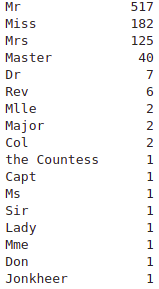 Mr 517
Miss 182
Mrs 125
Master 40
Dr 7
Rev 6
Mlle 2
Major 2
Col 2
the Countess 1
Capt 1
Ms 1
Sir 1
Lady 1
Mme 1
Don 1
Jonkheer 1